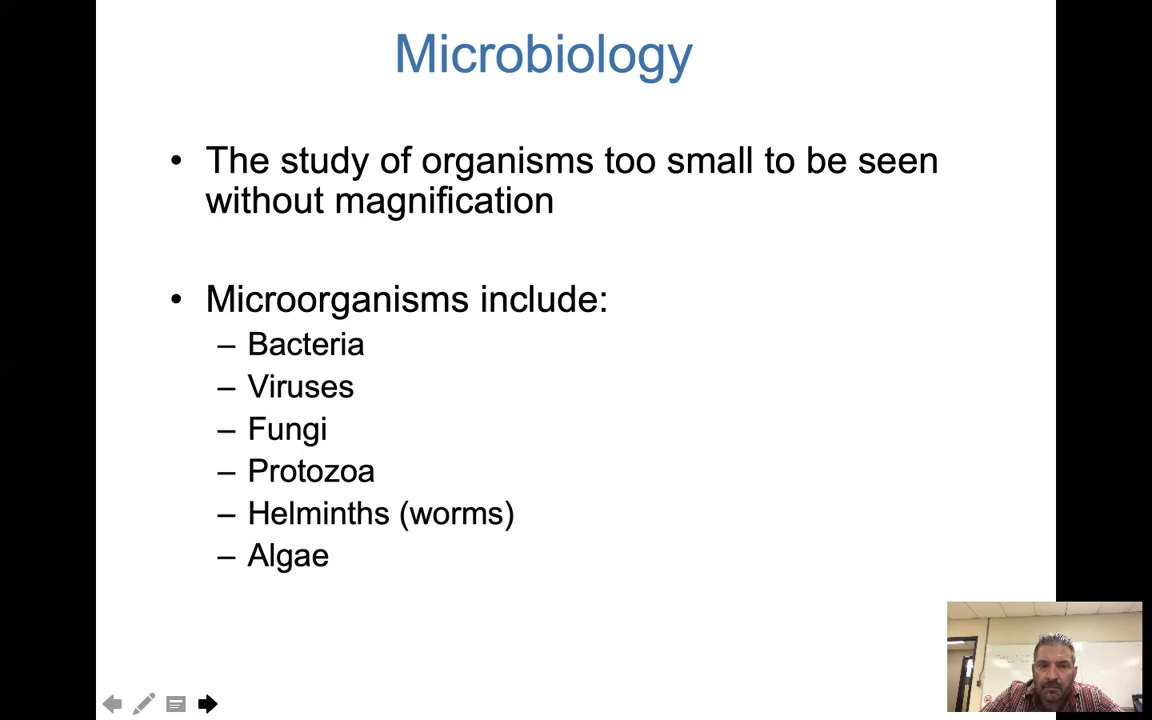 Microbiology
• The study of organisms too small to be seen
without magnification
• Microorganisms include:
– Bacteria
– Viruses
– Fungi
– Protozoa
– Helminths (worms)
– Algae